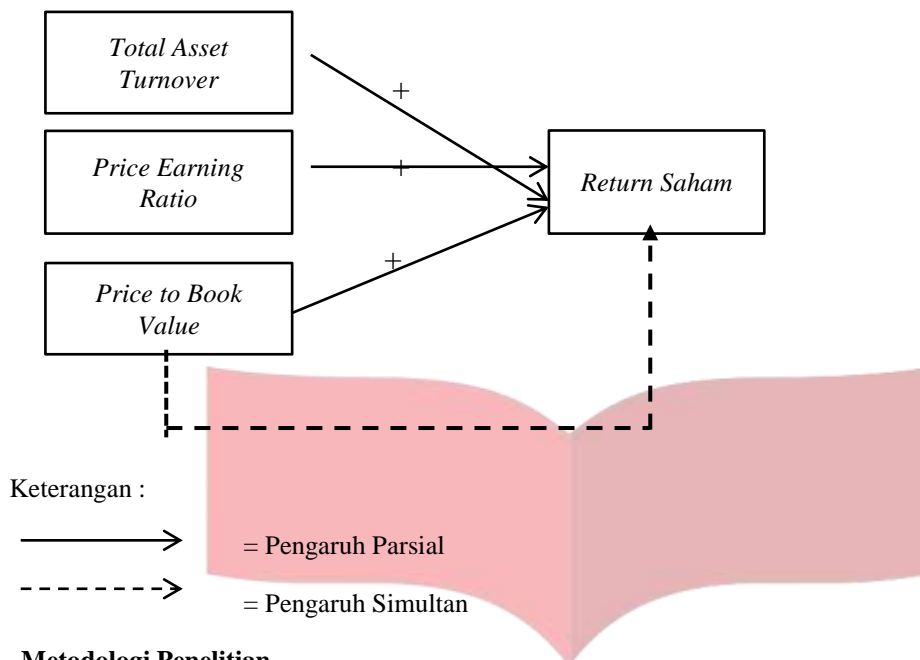 Total Asset
Turnover
+
Price Earning
Ratio
+
Return Saham
Price to Book
Value
+
Keterangan :
= Pengaruh Parsial
= Pengaruh Simultan
Metodologi Penelitian